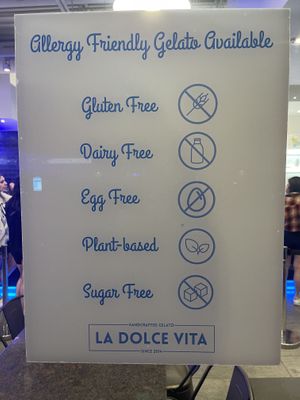 Allergy Friendly Gelato Available
Gluten Free
Dairy Free
Egg Free
Plant-based
Sugar Free
HANDCRAFTED GELATO
LA DOLCE VITA
SINCE 2014